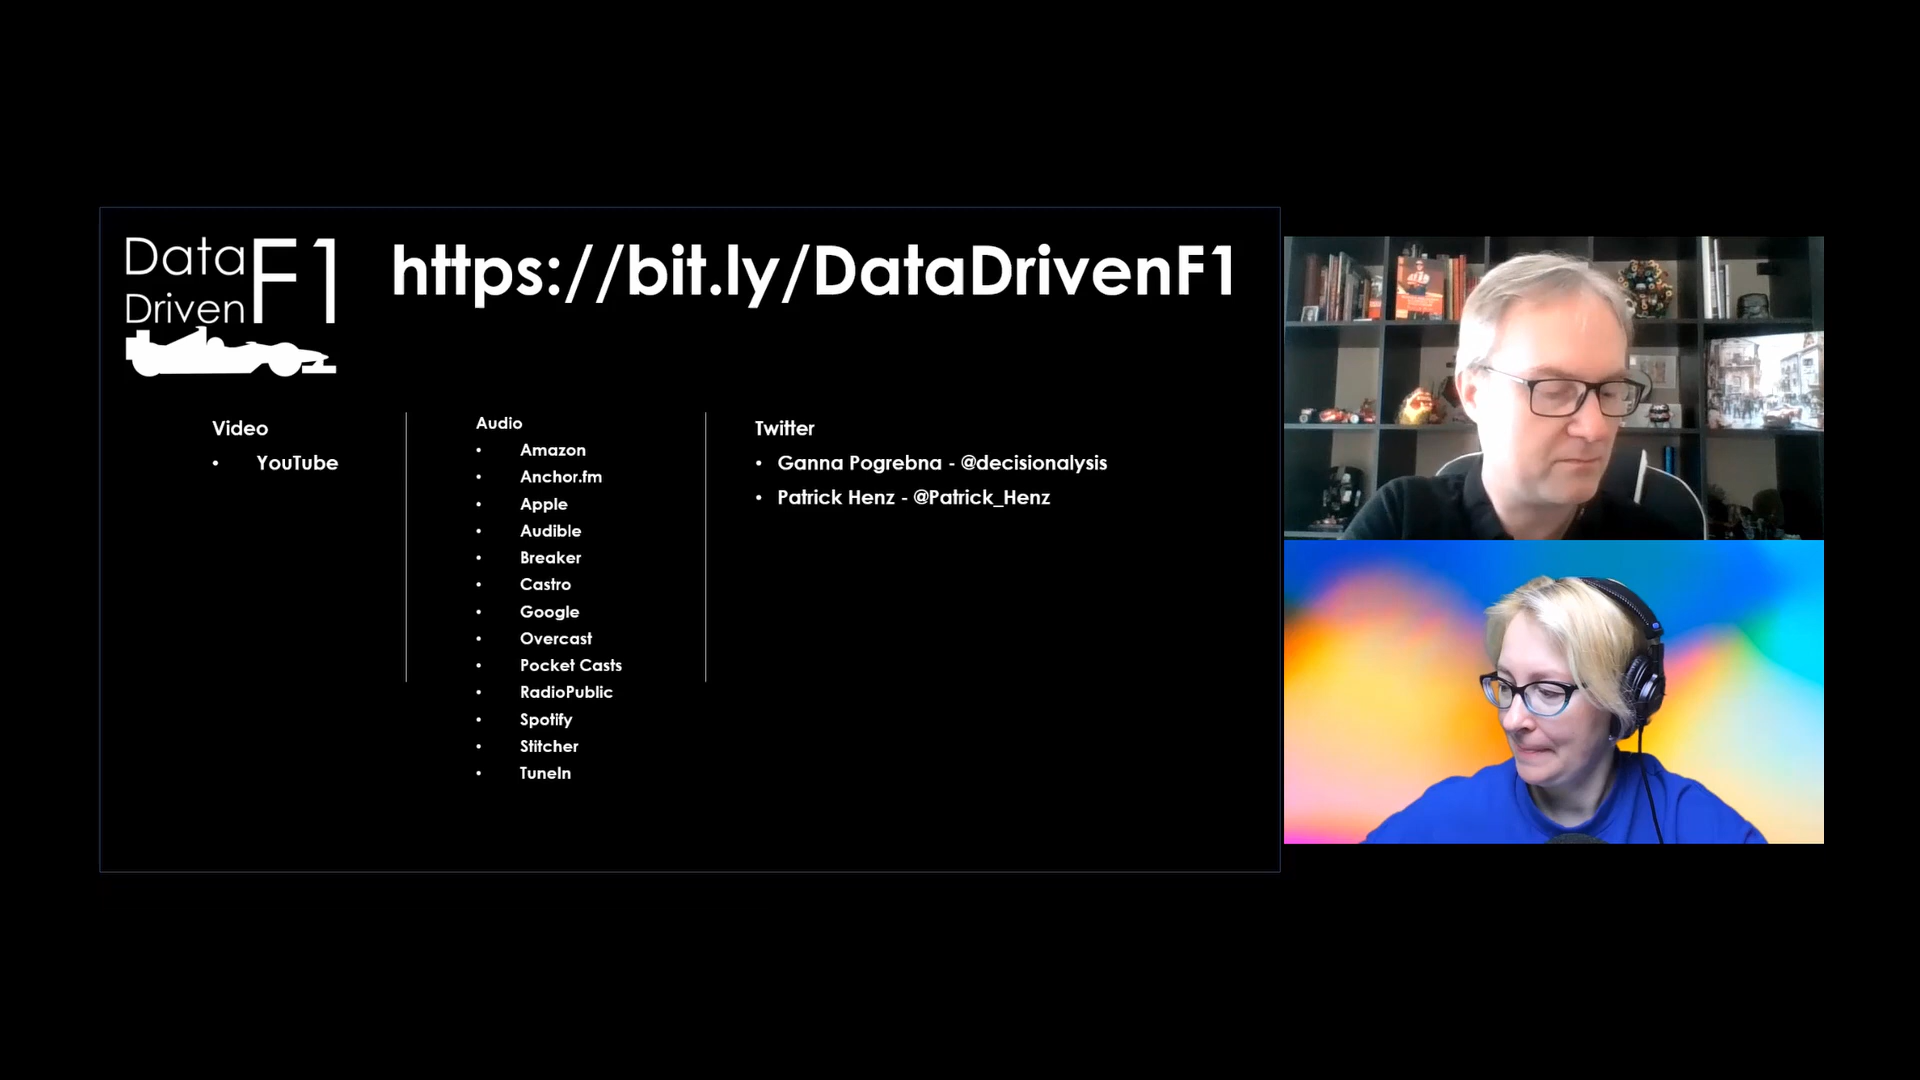 Data
Driven
F1
https://bit.ly/DataDrivenF1
Video
• YouTube
Audio
• Amazon
• Anchor.fm
• Apple
• Audible
• Breaker
• Castro
• Google
• Overcast
• Pocket Casts
• RadioPublic
• Spotify
• Stitcher
• TuneIn
Twitter
• Ganna Pogrebna - @decisionalysis
• Patrick Henz - @Patrick_Henz